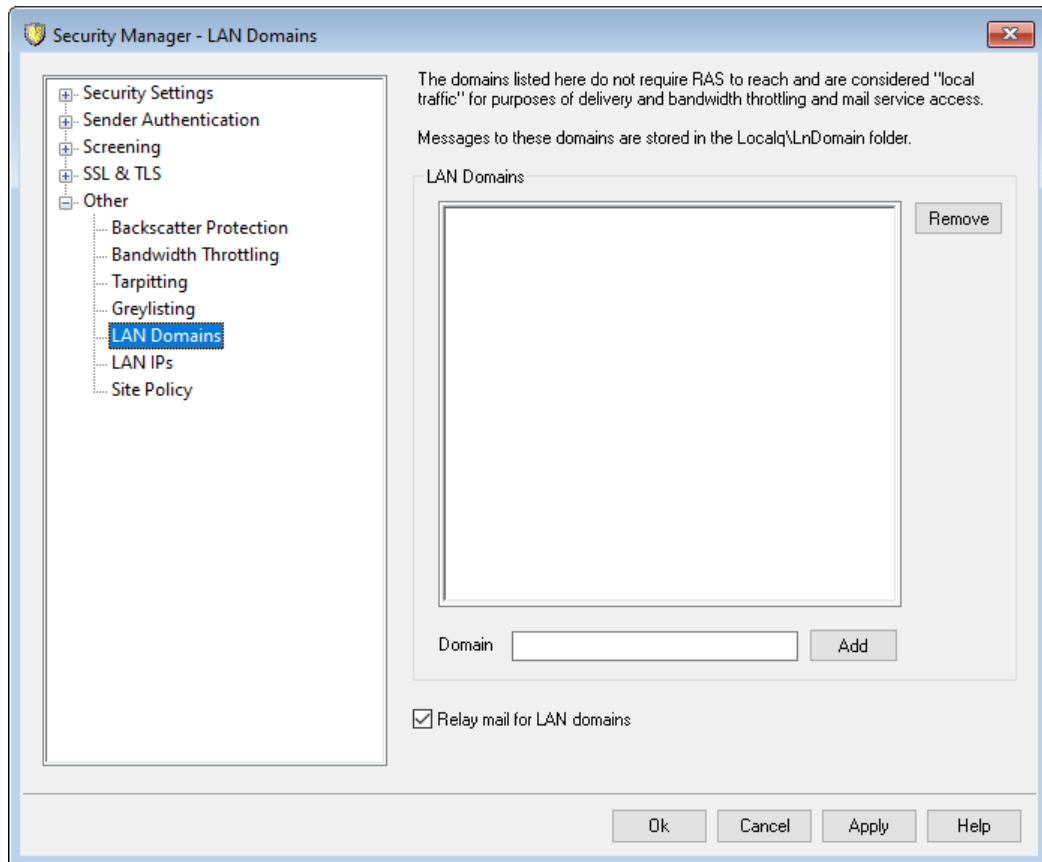 Security Manager - LAN Domains
Security Settings
Sender Authentication
Screening
SSL & TLS
Other
Backscatter Protection
Bandwidth Throttling
Tarpitting
Greylisting
LAN Domains
LAN IPs
Site Policy
The domains listed here do not require RAS to reach and are considered "local
traffic" for purposes of delivery and bandwidth throttling and mail service access.
Messages to these domains are stored in the Localq\LnDomain folder.
LAN Domains
Remove
Domain
Add
Relay mail for LAN domains
Ok
Cancel
Apply
Help